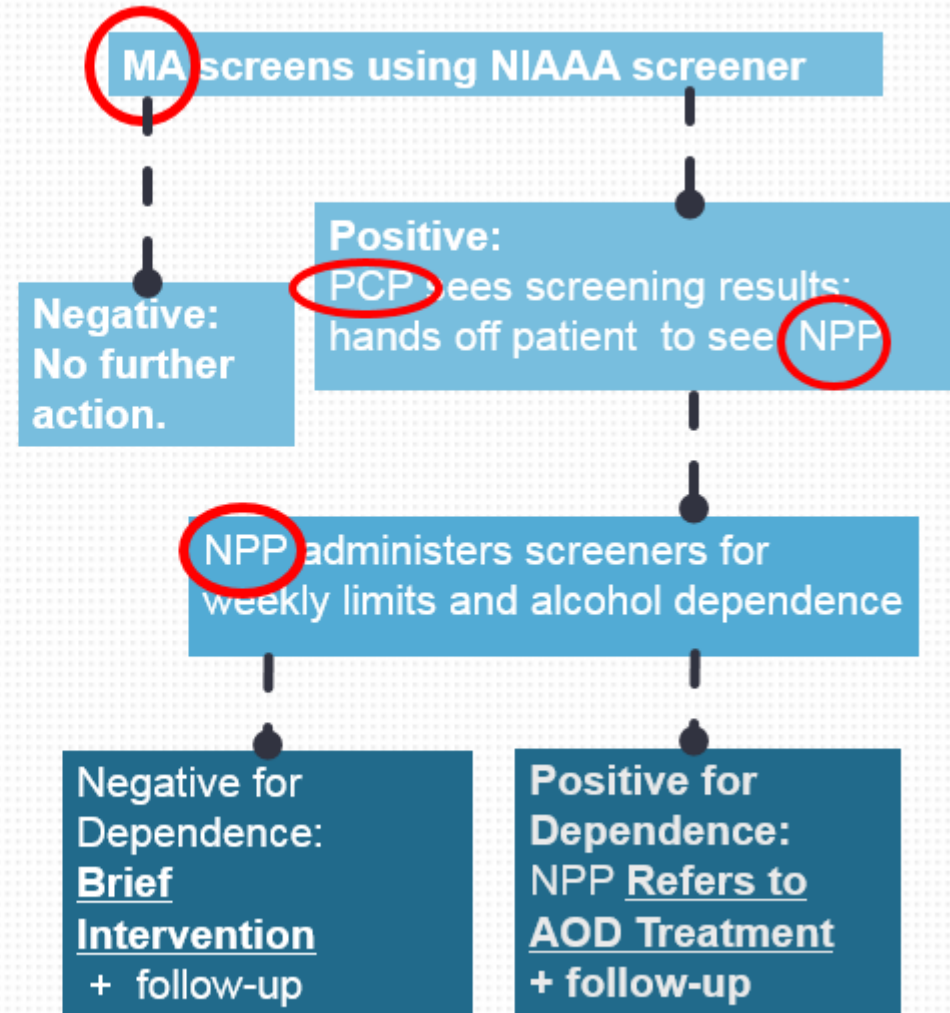 MA screens using NIAAA screener
Positive:
PCP sees screening results;
hands off patient to see NPP
Negative:
No further
action.
NPP administers screeners for
weekly limits and alcohol dependence
Negative for
Dependence:
Brief
Intervention
+ follow-up
Positive for
Dependence:
NPP Refers to
AOD Treatment
+ follow-up